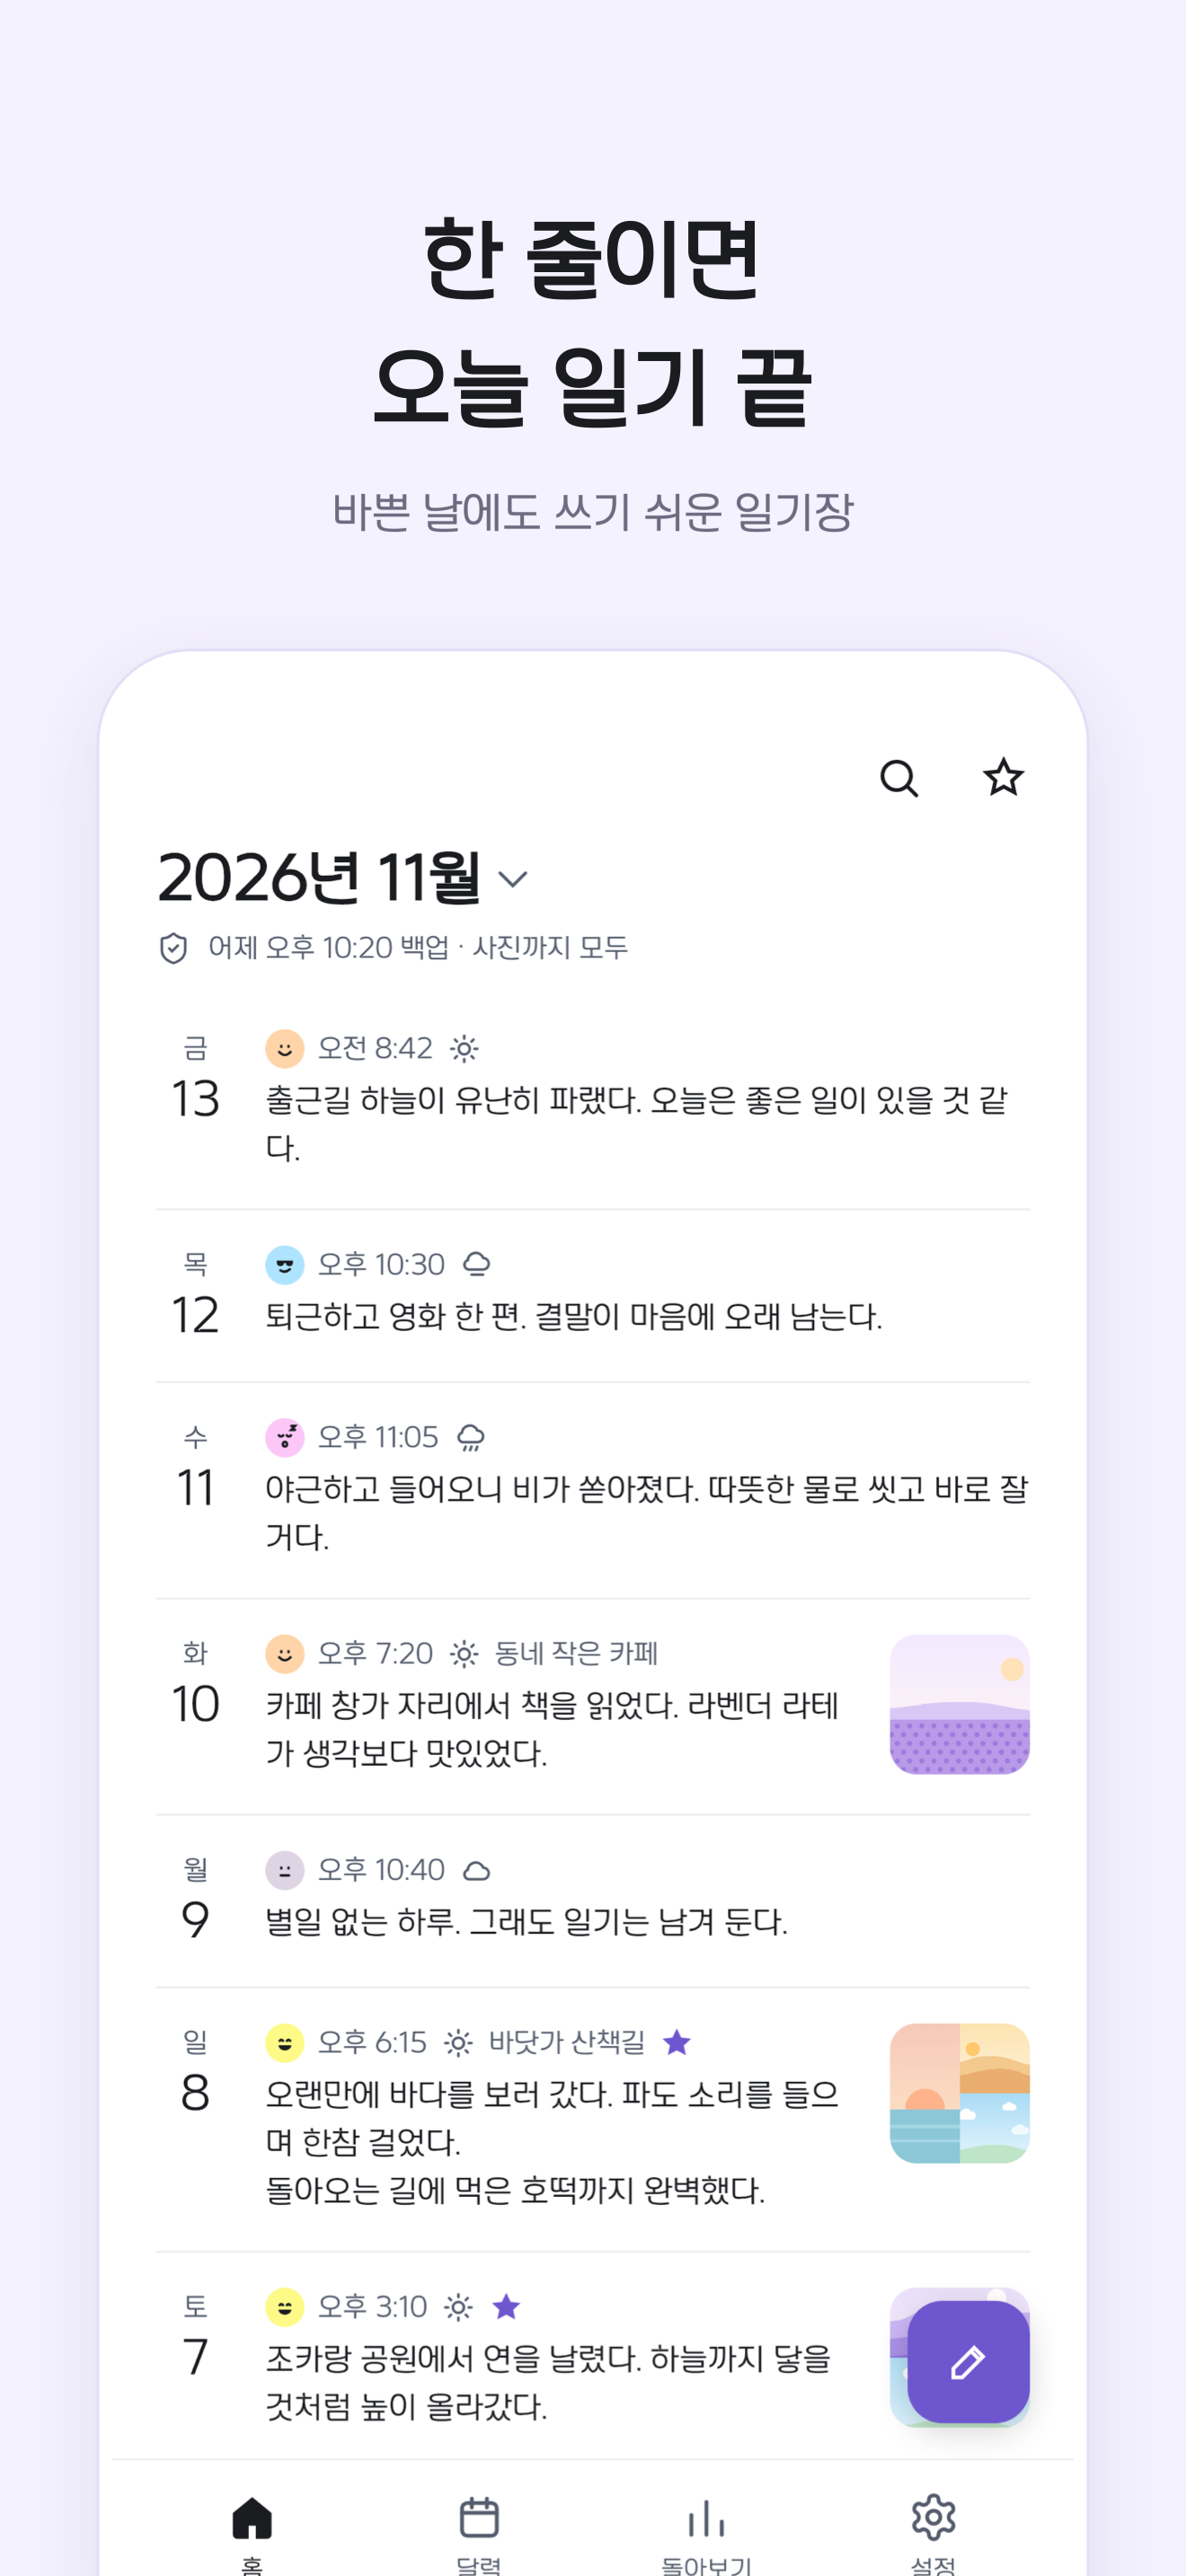 한 줄이면
오늘 일기 끝
바쁜 날에도 쓰기 쉬운 일기장
2026년 11월
어제 오후 10:20 백업 · 사진까지 모두
금
13
오전 8:42
출근길 하늘이 유난히 파랬다. 오늘은 좋은 일이 있을 것 같
다.
목
12
오후 10:30
퇴근하고 영화 한 편. 결말이 마음에 오래 남는다.
수
11
오후 11:05
야근하고 들어오니 비가 쏟아졌다. 따뜻한 물로 씻고 바로 잘
거다.
화
10
오후 7:20 동네 작은 카페
카페 창가 자리에서 책을 읽었다. 라벤더 라테
가 생각보다 맛있었다.
월
9
오후 10:40
별일 없는 하루. 그래도 일기는 남겨 둔다.
일
8
오후 6:15 바닷가 산책길
오랜만에 바다를 보러 갔다. 파도 소리를 들으
며 한참 걸었다.
돌아오는 길에 먹은 호떡까지 완벽했다.
토
7
오후 3:10
조카랑 공원에서 연을 날렸다. 하늘까지 닿을
것처럼 높이 올라갔다.
홈 달력 돌아보기 설정